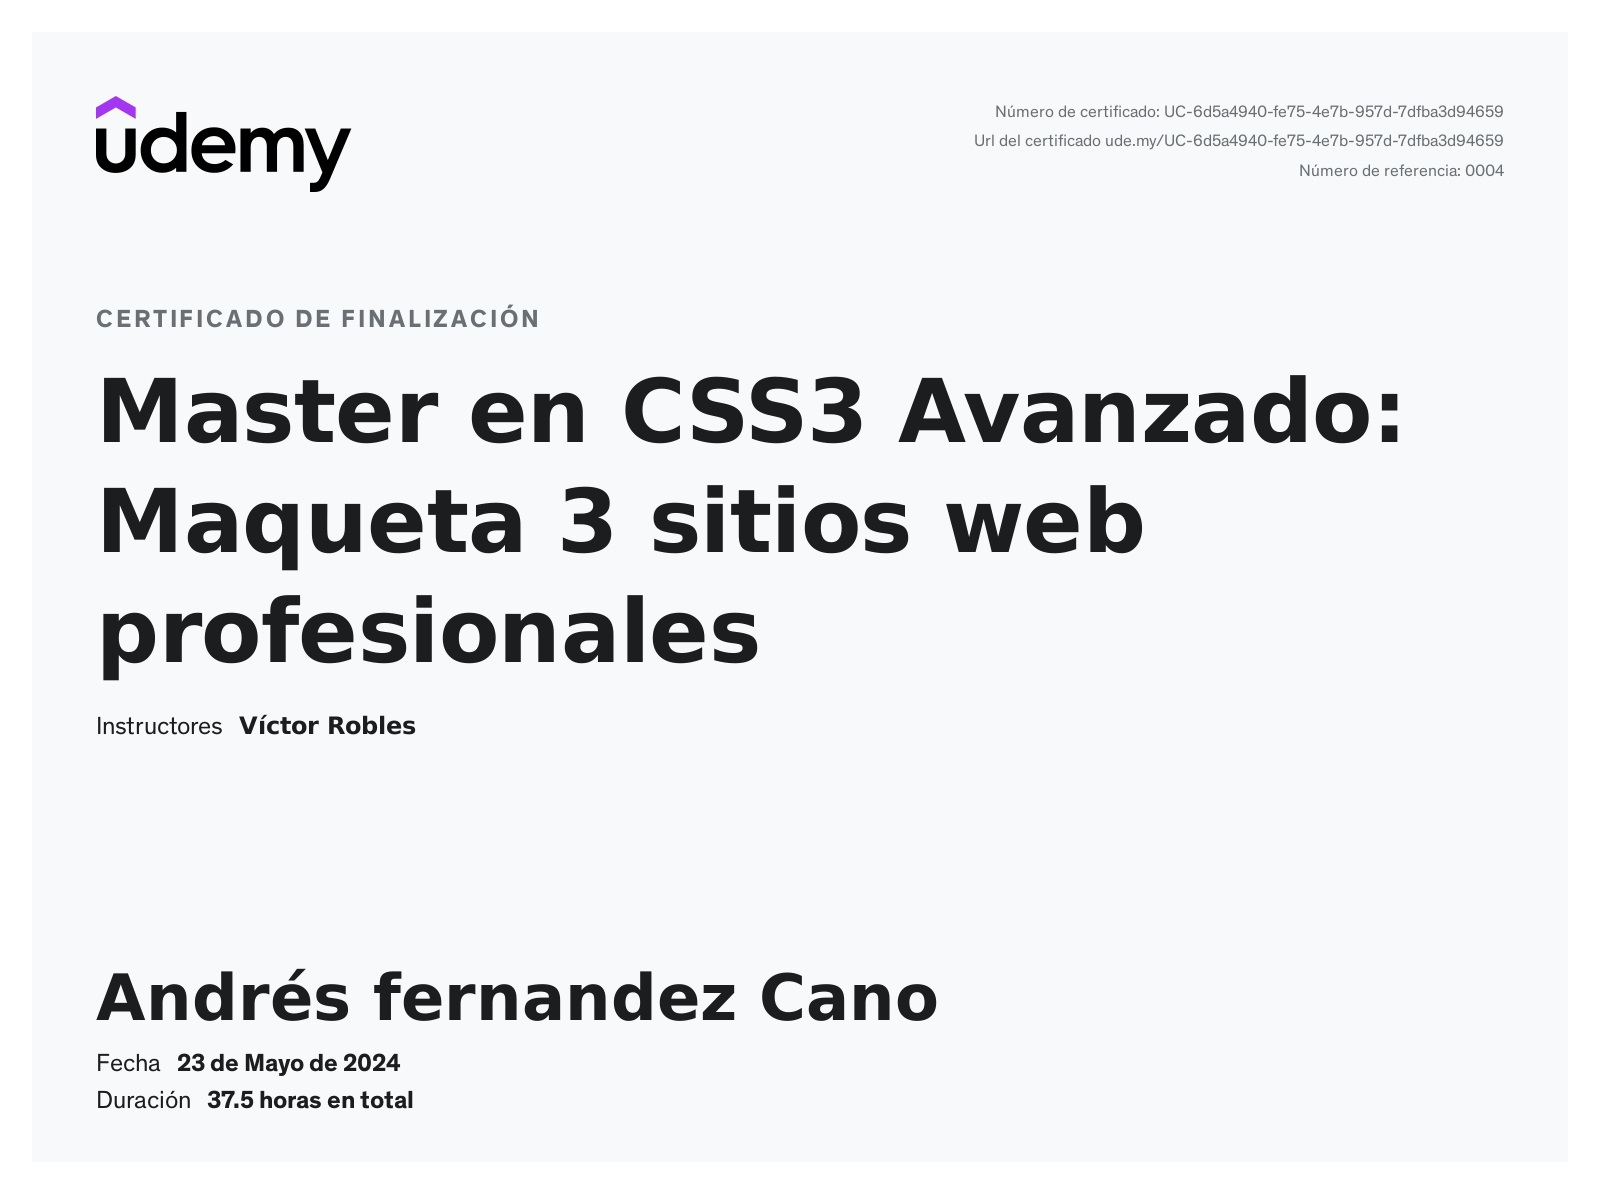 udemy
Número de certificado: UC-6d5a4940-fe75-4e7b-957d-7dfba3d94659
Url del certificado ude.my/UC-6d5a4940-fe75-4e7b-957d-7dfba3d94659
Número de referencia: 0004
CERTIFICADO DE FINALIZACIÓN
Master en CSS3 Avanzado:
Maqueta 3 sitios web
profesionales
Instructores Víctor Robles
Andrés fernandez Cano
Fecha 23 de Mayo de 2024
Duración 37.5 horas en total